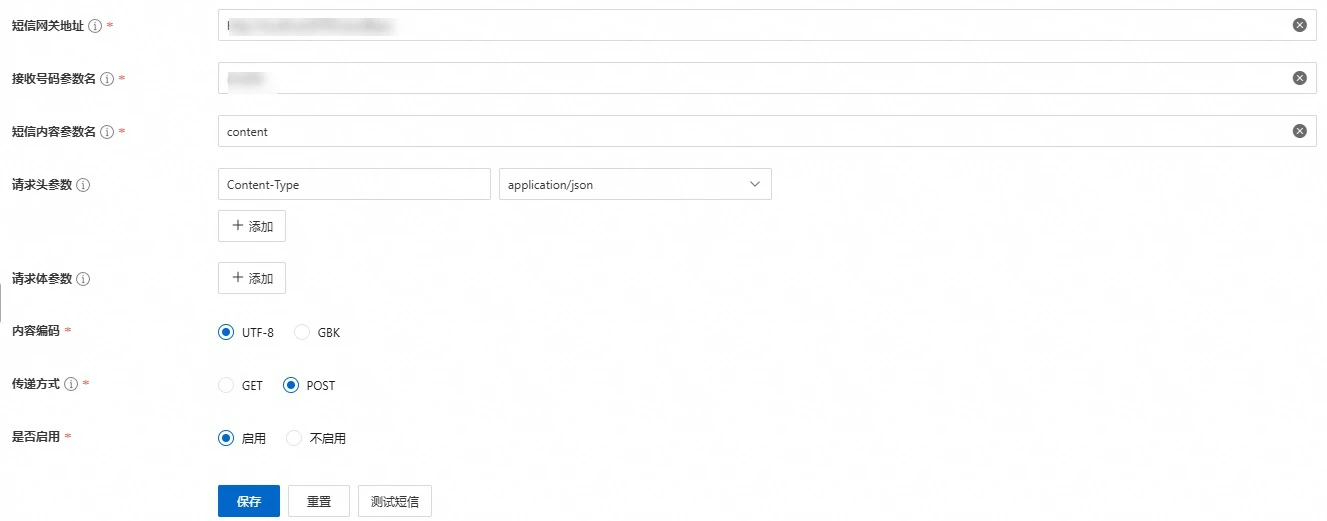 短信网关地址 *
接收号码参数名 *
短信内容参数名 * content
请求头参数 Content-Type application/json
+ 添加
请求体参数 + 添加
内容编码 * UTF-8 GBK
传递方式 * GET POST
是否启用 * 启用 不启用
保存 重置 测试短信